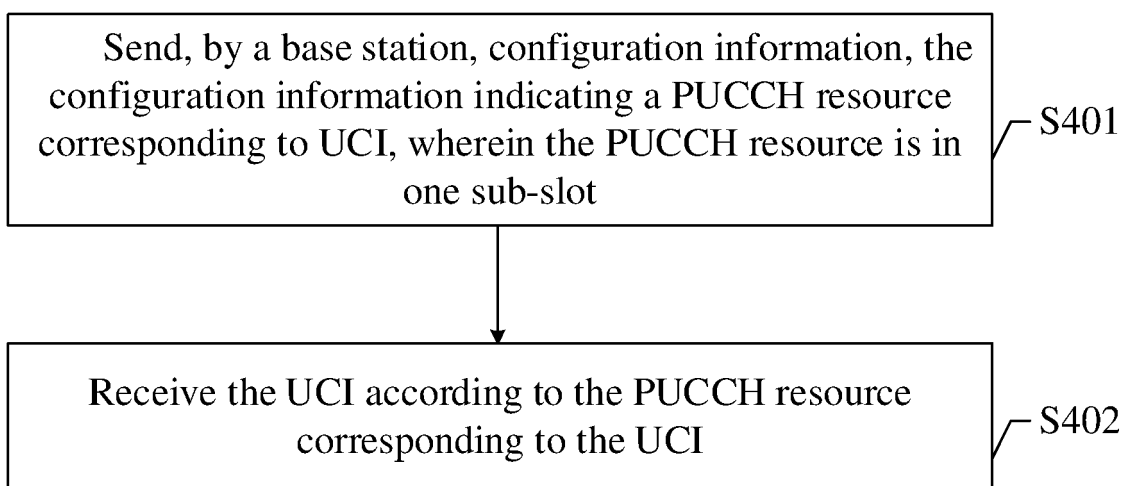 Send, by a base station, configuration information, the
configuration information indicating a PUCCH resource
corresponding to UCI, wherein the PUCCH resource is in
one sub-slot
S401
Receive the UCI according to the PUCCH resource
corresponding to the UCI
S402